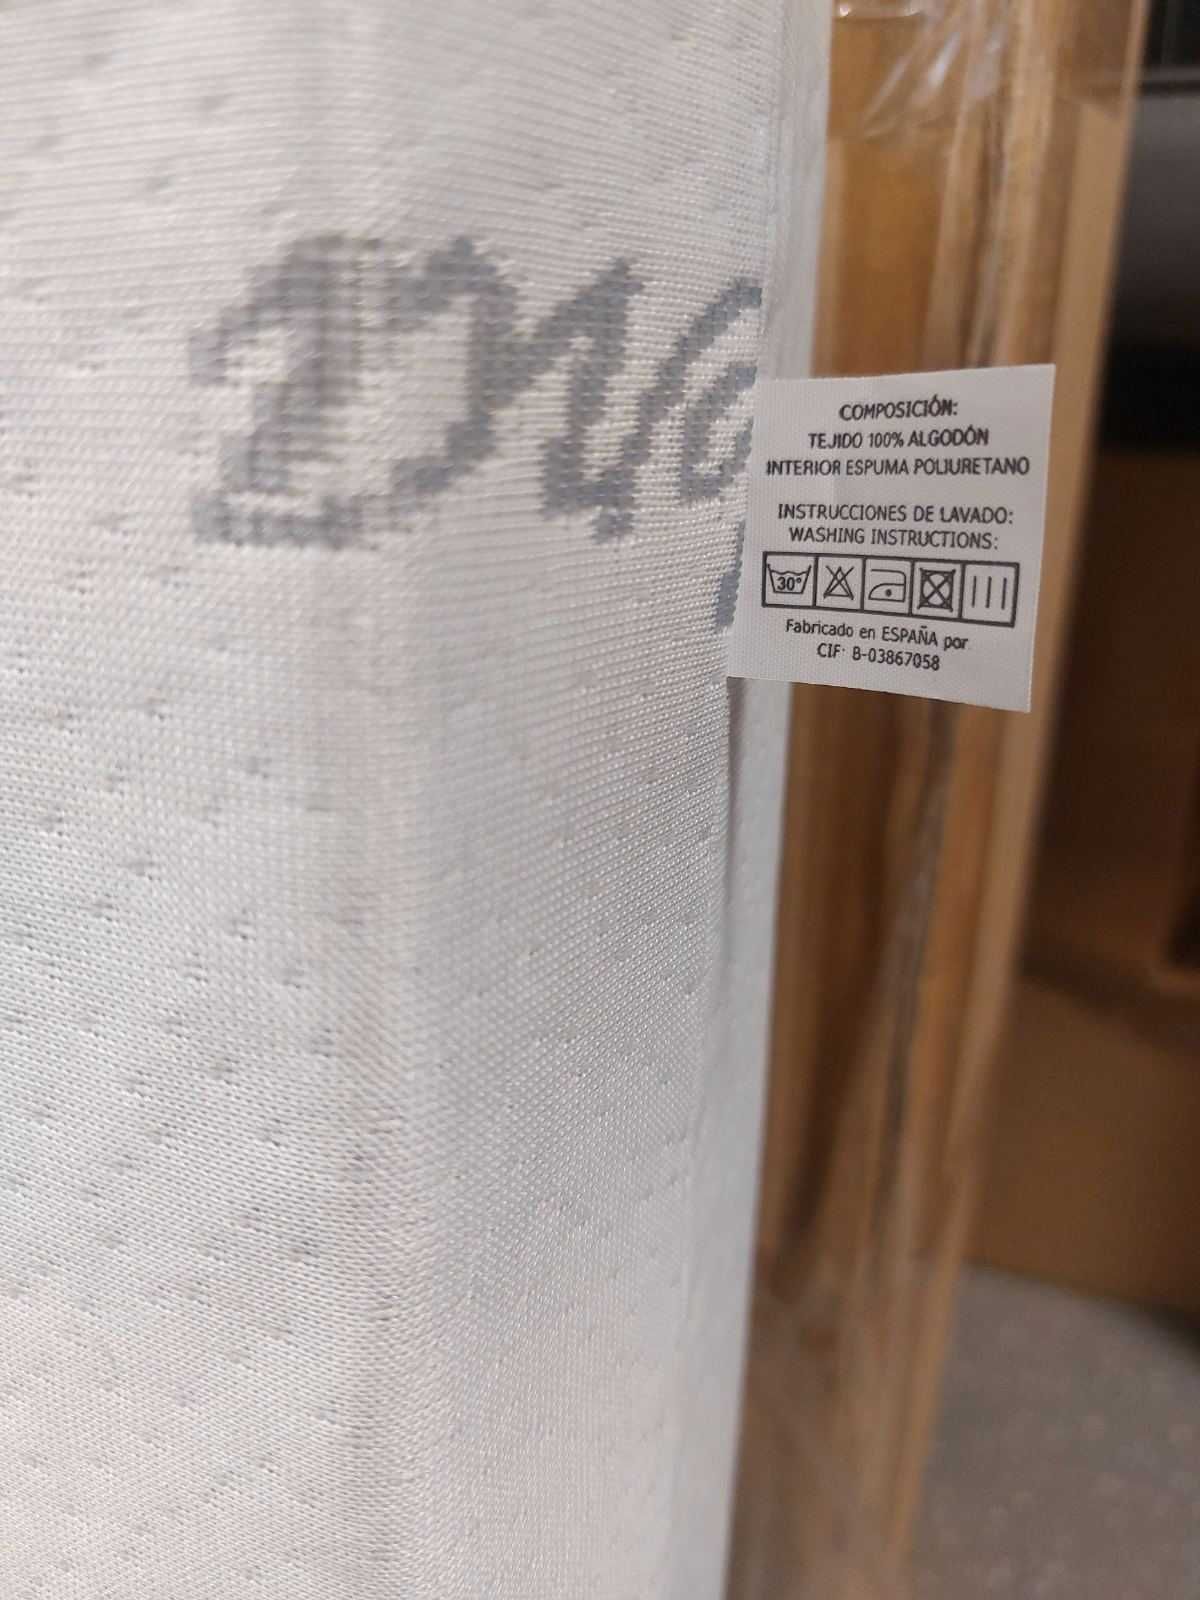 COMPOSICIÓN:
TEJIDO 100% ALGODÓN
INTERIOR ESPUMA POLIURETANO
INSTRUCCIONES DE LAVADO:
WASHING INSTRUCTIONS:
30°
Fabricado en ESPAÑA por
CIF: B-03867058